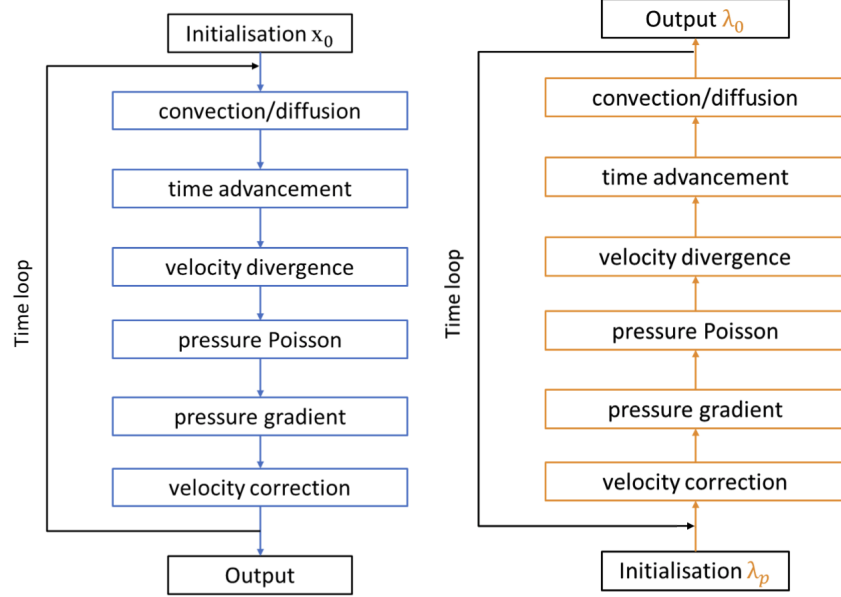 Initialisation x₀
convection/diffusion
time advancement
velocity divergence
pressure Poisson
pressure gradient
velocity correction
Output
Time loop
Output λ₀
convection/diffusion
time advancement
velocity divergence
pressure Poisson
pressure gradient
velocity correction
Initialisation λₚ
Time loop